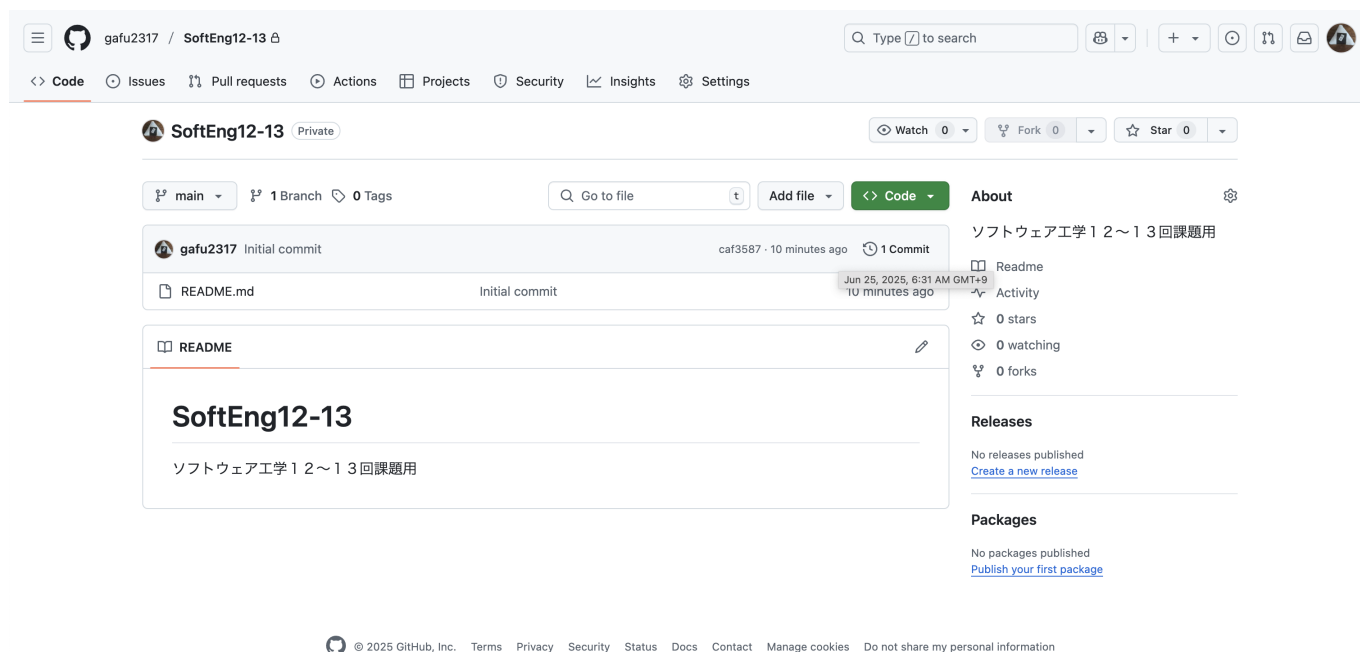 gafu2317 / SoftEng12-13
Type / to search
Code Issues Pull requests Actions Projects Security Insights Settings
SoftEng12-13 Private
Watch 0 Fork 0 Star 0
main 1 Branch 0 Tags Go to file t Add file Code
gafu2317 Initial commit caf3587 · 10 minutes ago 1 Commit
Jun 25, 2025, 6:31 AM GMT+9
README.md Initial commit 10 minutes ago
README
SoftEng12-13
ソフトウェア工学１２〜１３回課題用
About
ソフトウェア工学１２〜１３回課題用
Readme
Activity
0 stars
0 watching
0 forks
Releases
No releases published
Create a new release
Packages
No packages published
Publish your first package
© 2025 GitHub, Inc. Terms Privacy Security Status Docs Contact Manage cookies Do not share my personal information